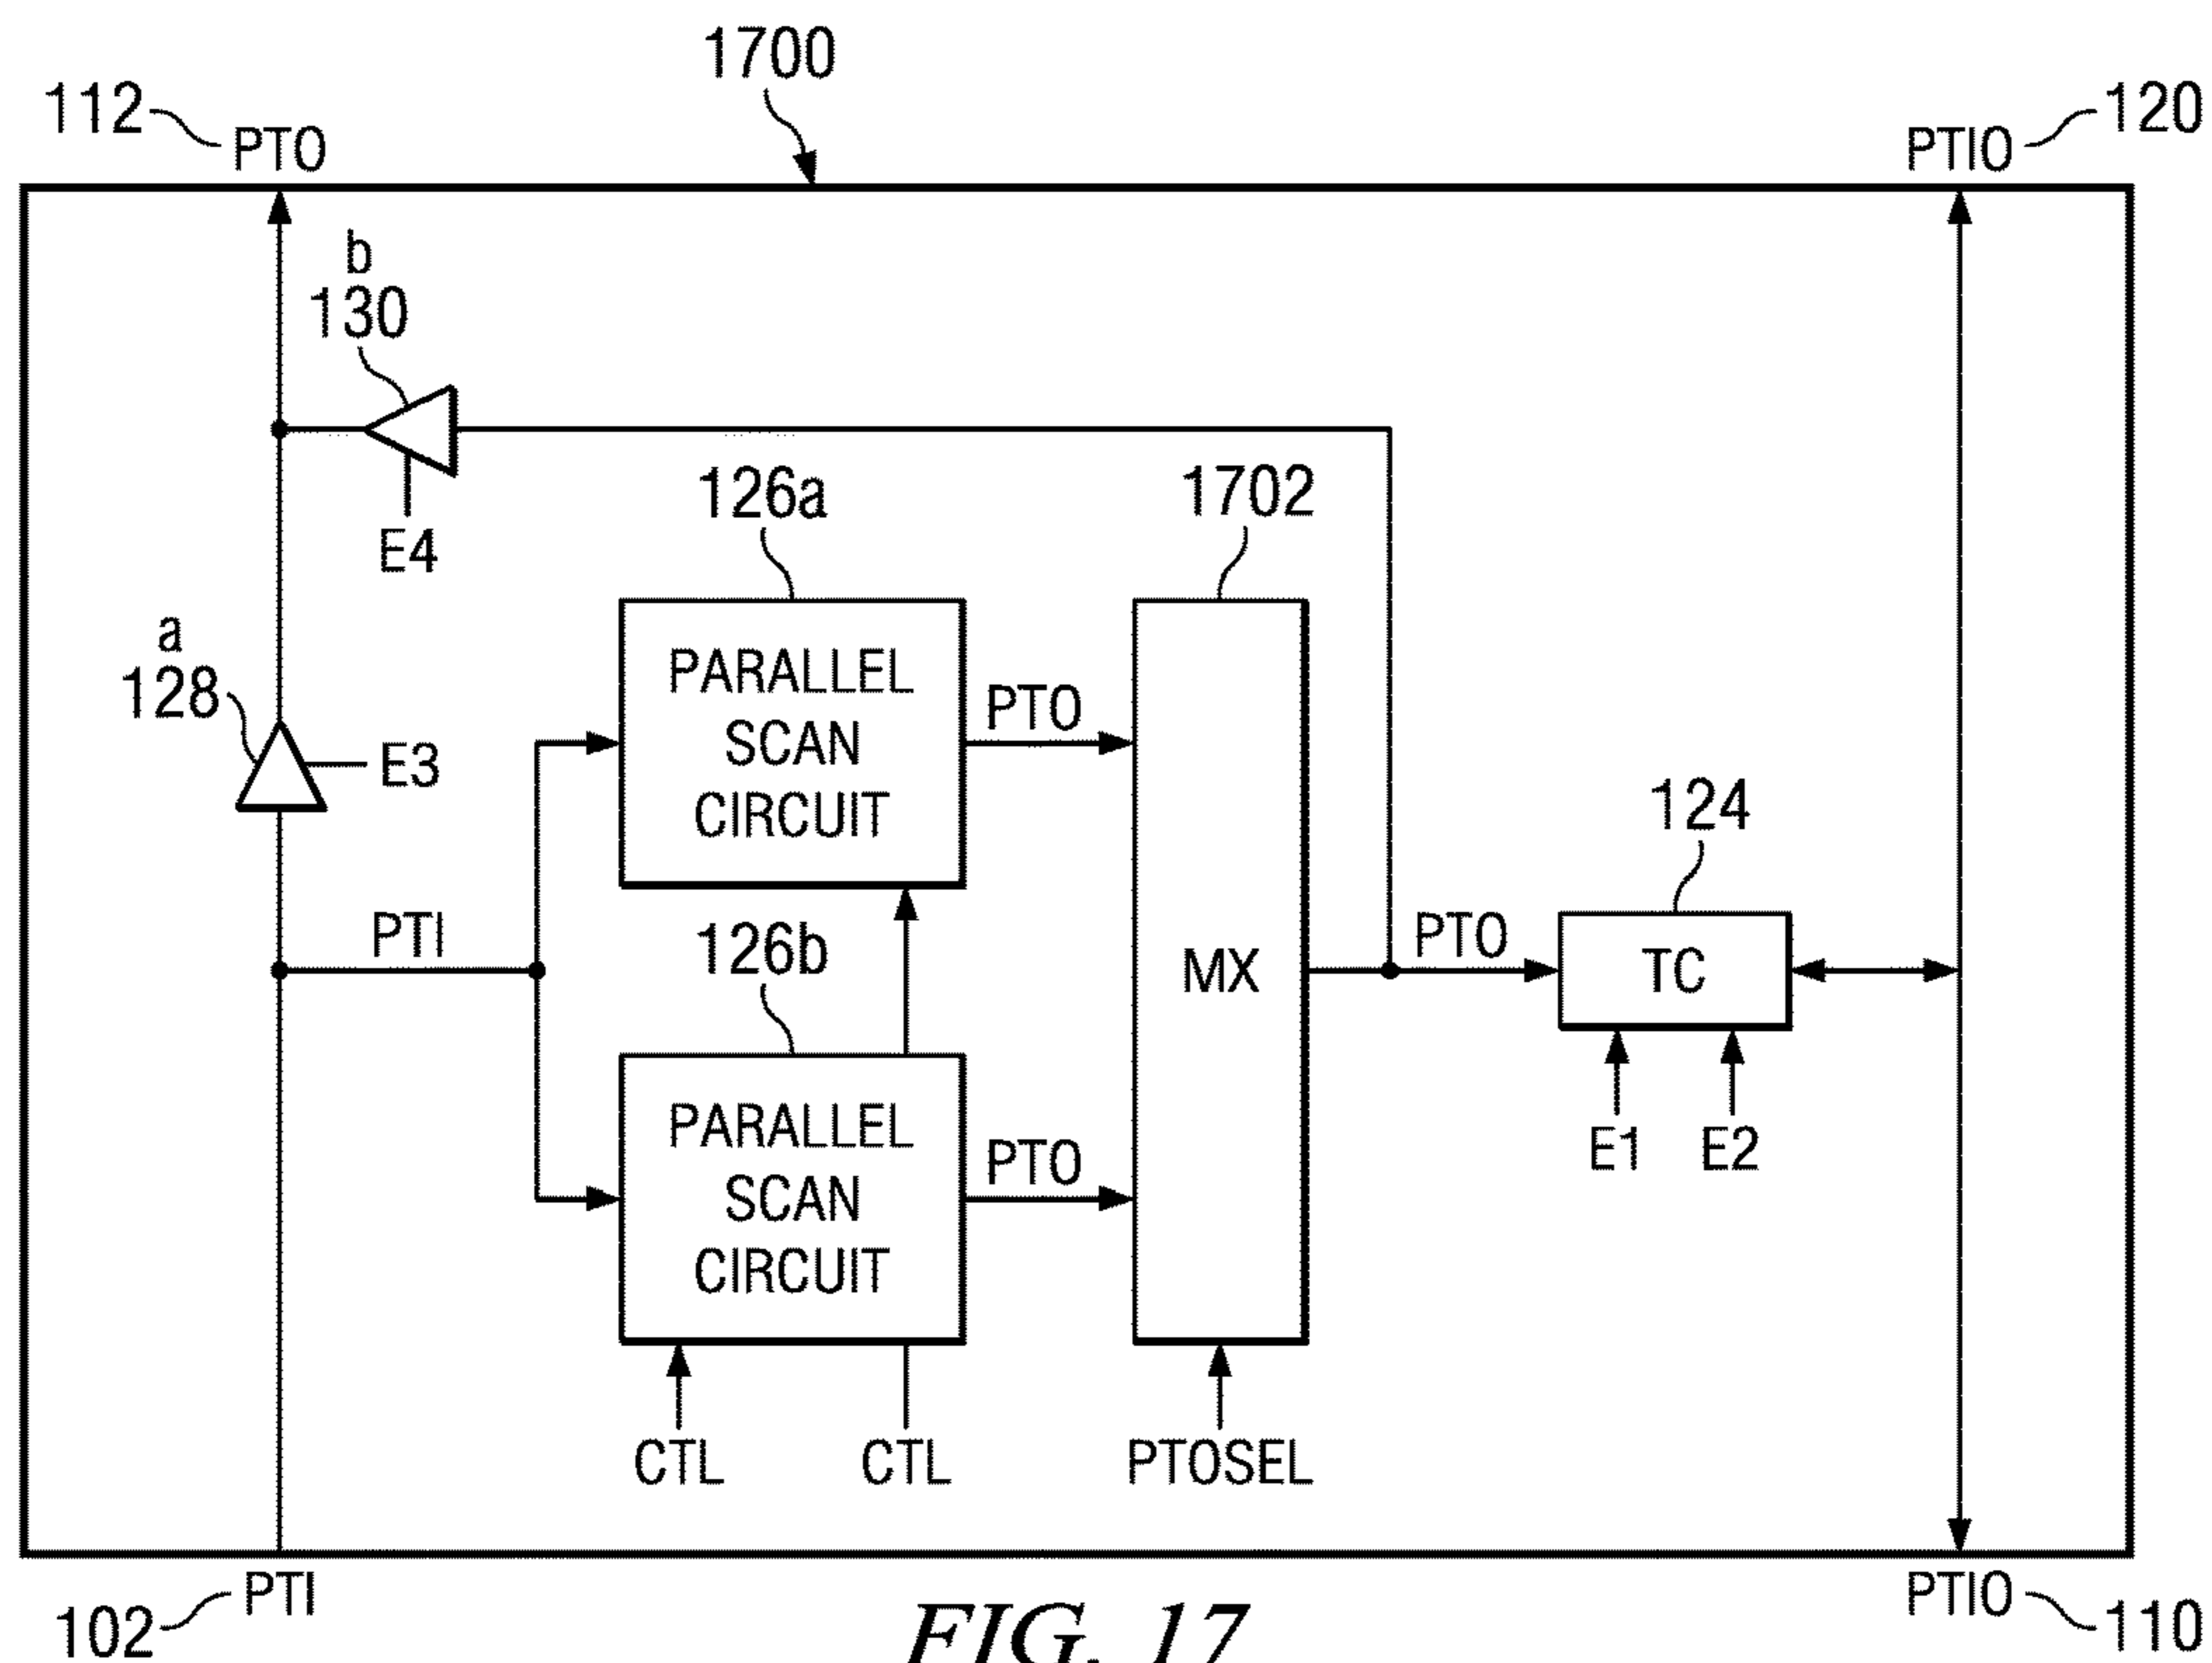 1700
112
PTO
PTIO
120
b
130
E4
126a
1702
a
128
E3
PARALLEL
SCAN
CIRCUIT
PTO
124
PTI
126b
MX
PTO
TC
PARALLEL
SCAN
CIRCUIT
PTO
E1
E2
CTL
CTL
PTOSEL
102
PTI
PTIO
110
FIG. 17